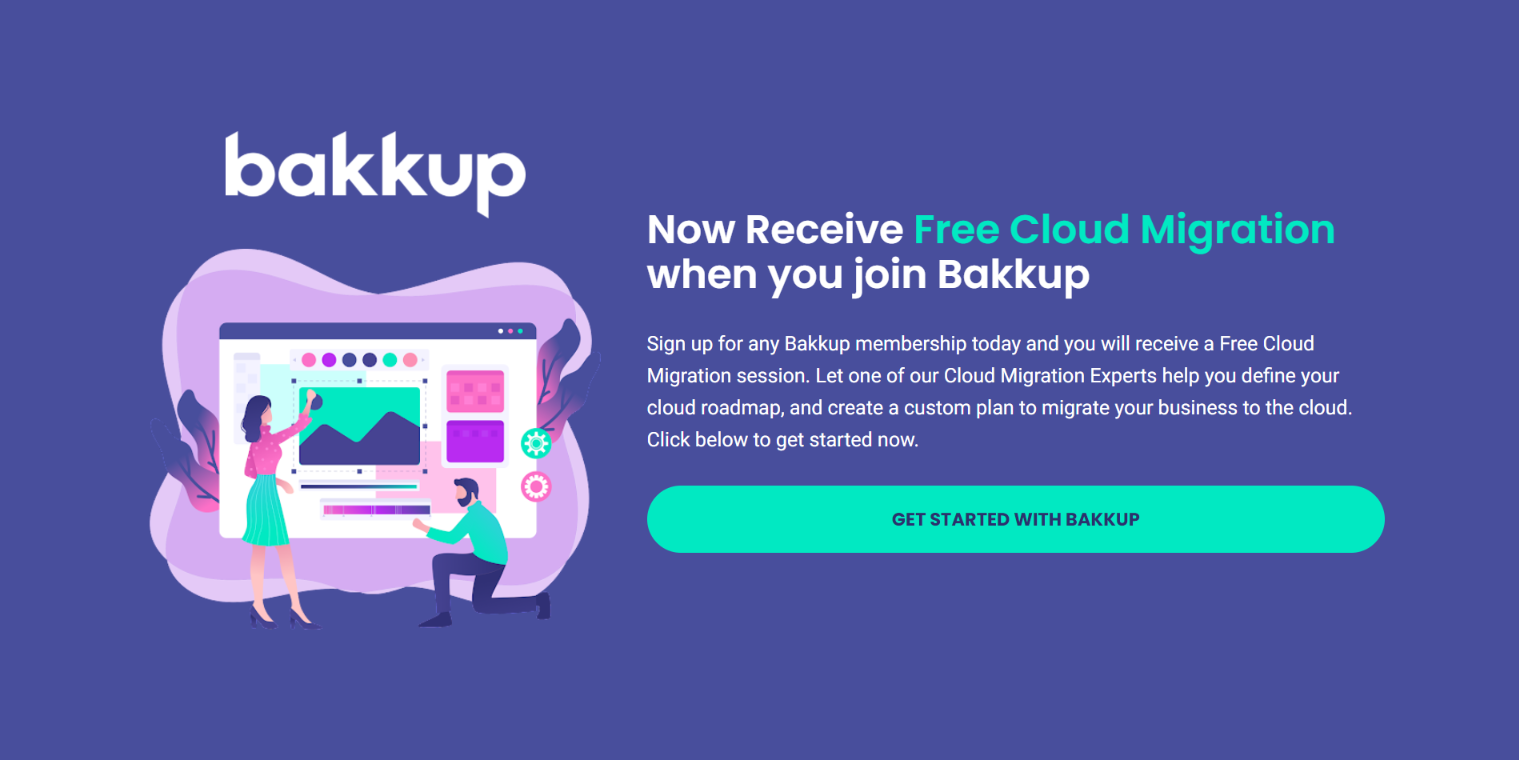 bakkup
Now Receive Free Cloud Migration
when you join Bakkup
Sign up for any Bakkup membership today and you will receive a Free Cloud
Migration session. Let one of our Cloud Migration Experts help you define your
cloud roadmap, and create a custom plan to migrate your business to the cloud.
Click below to get started now.
GET STARTED WITH BAKKUP